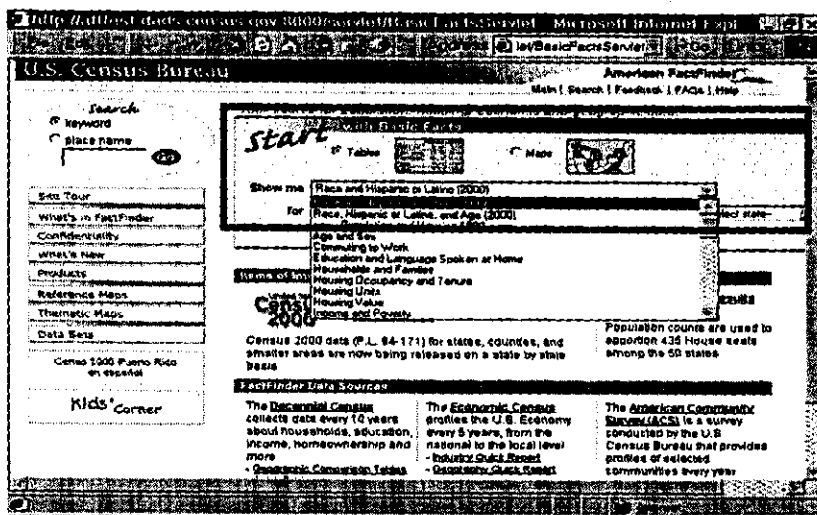 http://afftest.dads.census.gov:8000/servlet/BasicFactsServlet - Microsoft Internet Expl
Address let/BasicFactsServlet Go
U.S. Census Bureau
American FactFinder
Main | Search | Feedback | FAQs | Help
Search
keyword
place name
Start with Basic Facts
Tables
Maps
Show me Race and Hispanic or Latino (2000)
for Race, Hispanic or Latino, and Age (2000)
Age and Sex
Commuting to Work
Education and Language Spoken at Home
Households and Families
Housing Occupancy and Tenure
Housing Units
Housing Value
Income and Poverty
Site Tour
What's in FactFinder
Confidentiality
What's New
Products
Reference Maps
Thematic Maps
Data Sets
Census 2000 Puerto Rico
en español
Kids' Corner
Census
2000
Census 2000 data (P.L. 94-171) for states, counties, and
smaller areas are now being released on a state by state
basis
Population counts are used to
apportion 435 House seats
among the 50 states
FactFinder Data Sources
The Decennial Census
collects data every 10 years
about households, education,
income, homeownership and
more
- Geographic Comparison Tables
The Economic Census
profiles the U.S. Economy
every 5 years, from the
national to the local level
- Industry Quick Report
- Geography Quick Report
The American Community
Survey (ACS) is a survey
conducted by the U.S.
Census Bureau that provides
profiles of selected
communities every year